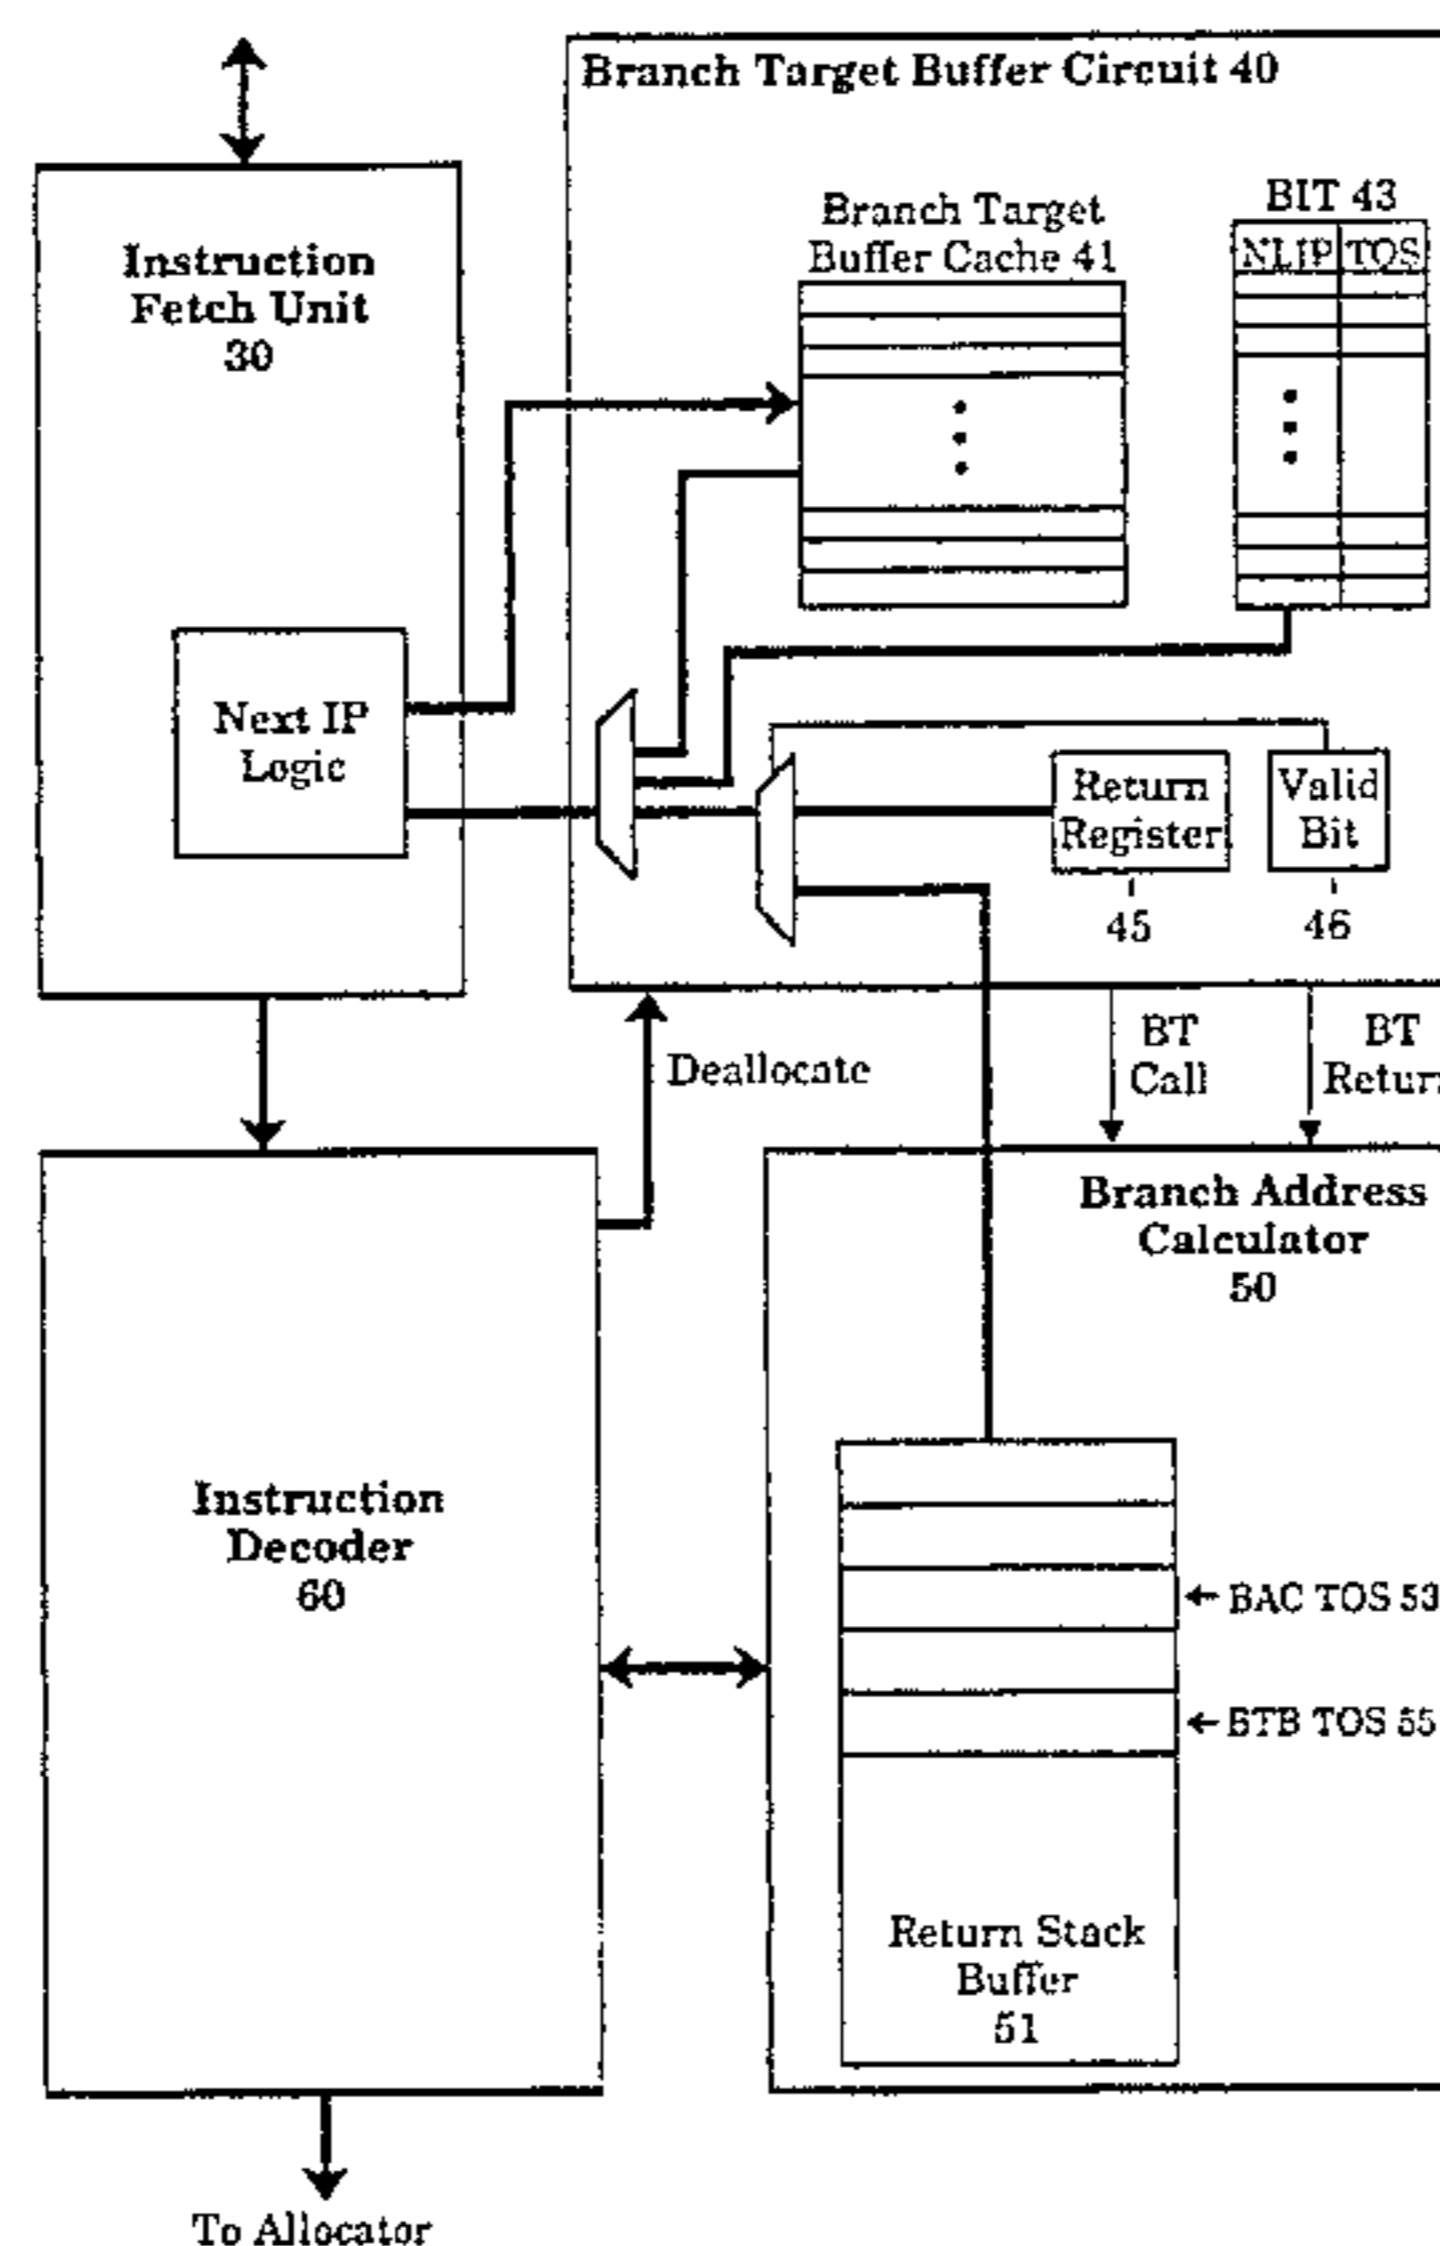 Branch Target Buffer Circuit 40
Instruction
Fetch Unit
30
Branch Target
Buffer Cache 41
BIT 43
NLIP TOS
Next IP
Logic
Return
Register
45
Valid
Bit
46
Deallocate
BT
Call
BT
Return
Branch Address
Calculator
50
Instruction
Decoder
60
BAC TOS 53
BTB TOS 55
Return Stack
Buffer
51
To Allocator